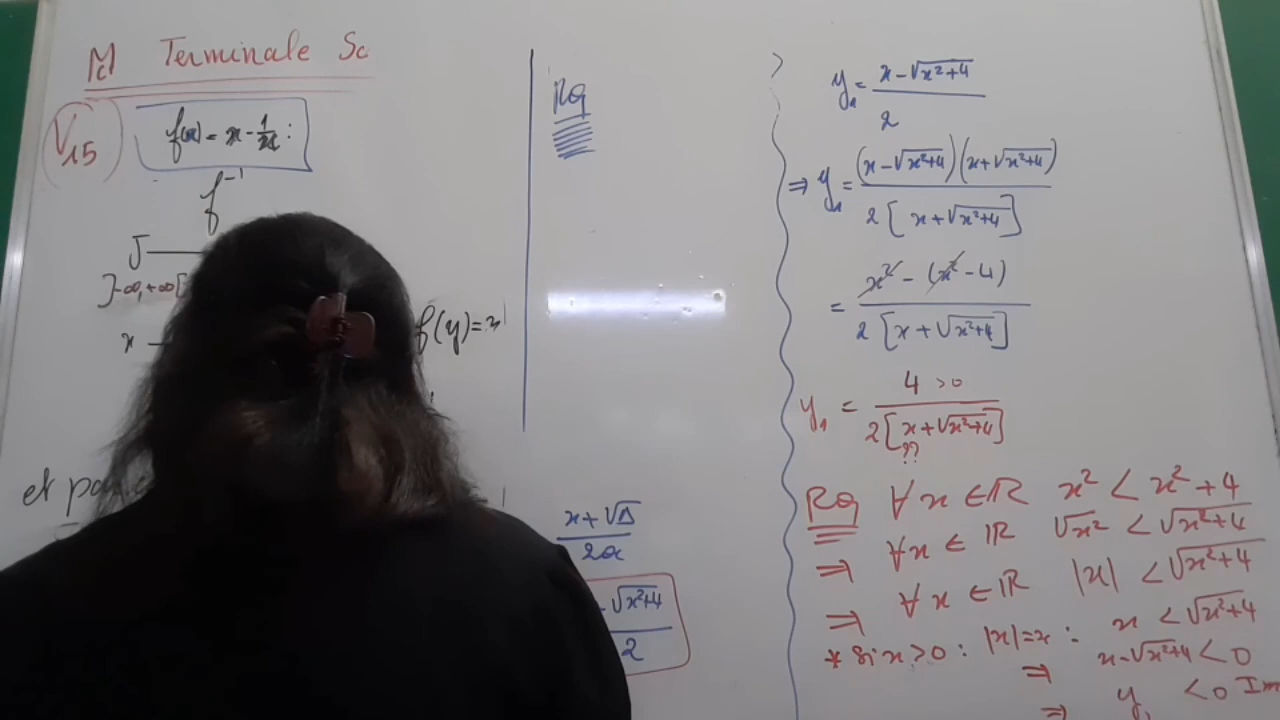 Terminale Sc
V15
f(x) = x - 1/x :
f⁻¹
J
]-∞, +∞[
x
f(y) = x
et pa
RQ
x + √Δ / 2a
√x²+4 / 2
y₁ = x - √x²+4 / 2
⇒ y₁ = (x - √x²+4)(x + √x²+4) / 2[x + √x²+4]
= x² - (x² - 4) / 2[x + √x²+4]
y₁ = 4 >0 / 2[x + √x²+4]
??
RQ ∀x ∈ ℝ x² < x² + 4
⇒ ∀x ∈ ℝ √x² < √x²+4
⇒ ∀x ∈ ℝ |x| < √x²+4
* Si x > 0 : |x| = x : x < √x²+4
⇒ x - √x²+4 < 0
⇒ y₁ < 0 Im